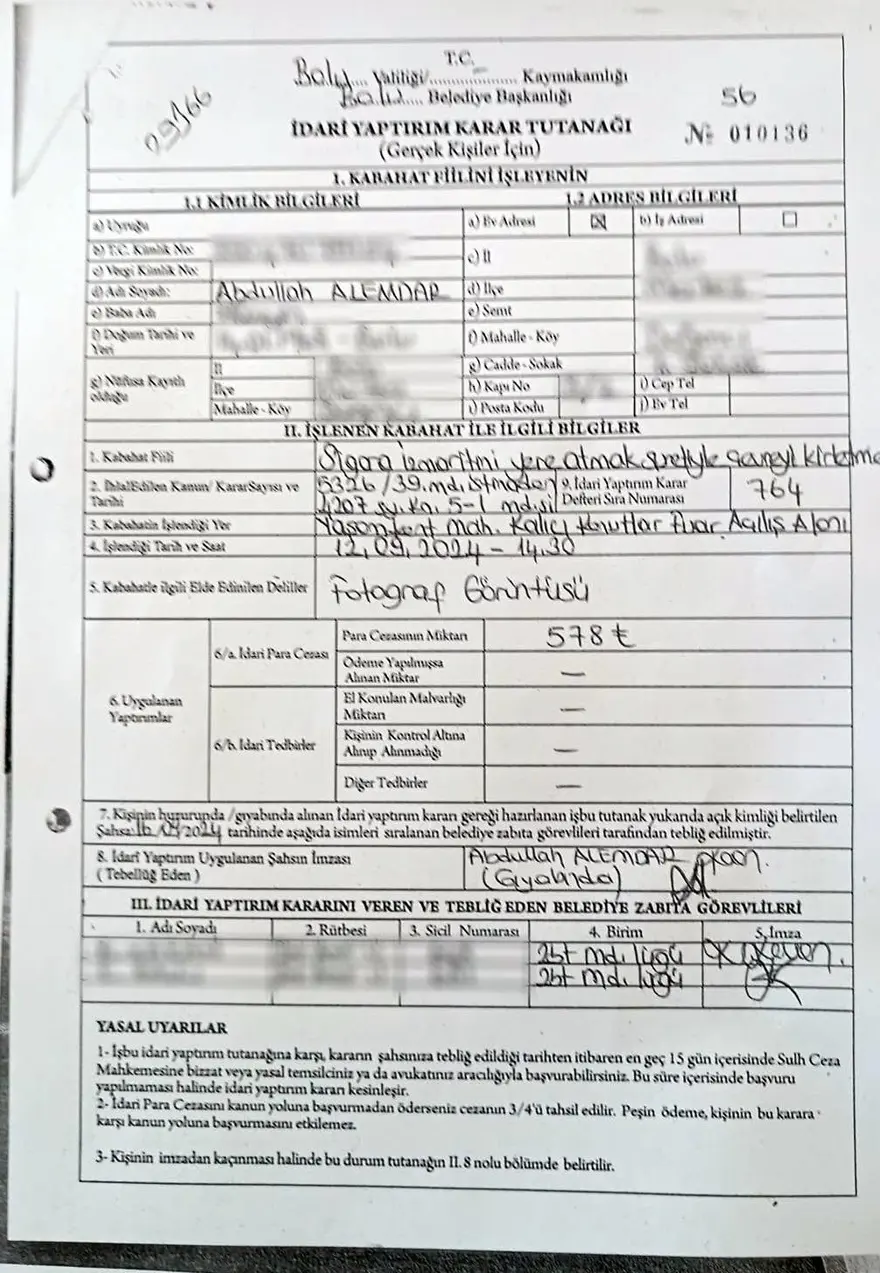 T.C.
Bolu.... Valiliği/.................... Kaymakamlığı
Bolu..... Belediye Başkanlığı
09166
56
İDARİ YAPTIRIM KARAR TUTANAĞI
(Gerçek Kişiler İçin)
№ 010136
I. KABAHAT FİİLİNİ İŞLEYENİN
1.1 KİMLİK BİLGİLERİ 1.2 ADRES BİLGİLERİ
a) Uyruğu a) Ev Adresi ☒ b) İş Adresi ☐
b) T.C. Kimlik No:
c) Vergi Kimlik No: c) İl
d) Adı Soyadı: Abdullah ALEMDAR d) İlçe
e) Baba Adı e) Semt
f) Doğum Tarihi ve Yeri f) Mahalle - Köy
g) Nüfusa Kayıtlı olduğu İl g) Cadde - Sokak
İlçe h) Kapı No i) Cep Tel
Mahalle - Köy ı) Posta Kodu j) Ev Tel
II. İŞLENEN KABAHAT İLE İLGİLİ BİLGİLER
1. Kabahat Fiili Sigara izmaritini yere atmak suretiyle çevreyi kirletme
2. İhlal Edilen Kanun/ Karar Sayısı ve Tarihi 5326/39.md. 4207 sy. Ka. 5-1 md.si 9. İdari Yaptırım Karar Defteri Sıra Numarası 764
3. Kabahatin İşlendiği Yer Mah. Kalıcı Konutlar Fuar Açılış Alanı
4. İşlendiği Tarih ve Saat 12.09.2024 - 14.30
5. Kabahatle ilgili Elde Edinilen Deliller Fotograf Görüntüsü
6. Uygulanan Yaptırımlar
6/a. İdari Para Cezası
Para Cezasının Miktarı 578 ₺
Ödeme Yapılmışsa Alınan Miktar —
6/b. İdari Tedbirler
El Konulan Malvarlığı Miktarı —
Kişinin Kontrol Altına Alınıp Alınmadığı —
Diğer Tedbirler —
7. Kişinin huzurunda /gıyabında alınan İdari yaptırım kararı gereği hazırlanan işbu tutanak yukarıda açık kimliği belirtilen
Şahsa tarihinde aşağıda isimleri sıralanan belediye zabıta görevlileri tarafından tebliğ edilmiştir.
8. İdari Yaptırım Uygulanan Şahsın İmzası Abdullah ALEMDAR
( Tebellüğ Eden ) (Gıyabında)
III. İDARİ YAPTIRIM KARARINI VEREN VE TEBLİĞ EDEN BELEDİYE ZABITA GÖREVLİLERİ
1. Adı Soyadı 2. Rütbesi 3. Sicil Numarası 4. Birim 5. İmza
Zbt md. lüğü
Zbt md. lüğü
YASAL UYARILAR
1- İşbu idari yaptırım tutanağına karşı, kararın şahsınıza tebliğ edildiği tarihten itibaren en geç 15 gün içerisinde Sulh Ceza
Mahkemesine bizzat veya yasal temsilciniz ya da avukatınız aracılığıyla başvurabilirsiniz. Bu süre içerisinde başvuru
yapılmaması halinde idari yaptırım kararı kesinleşir.
2- İdari Para Cezasını kanun yoluna başvurmadan öderseniz cezanın 3/4'ü tahsil edilir. Peşin ödeme, kişinin bu karara
karşı kanun yoluna başvurmasını etkilemez.
3- Kişinin imzadan kaçınması halinde bu durum tutanağın II. 8 nolu bölümde belirtilir.